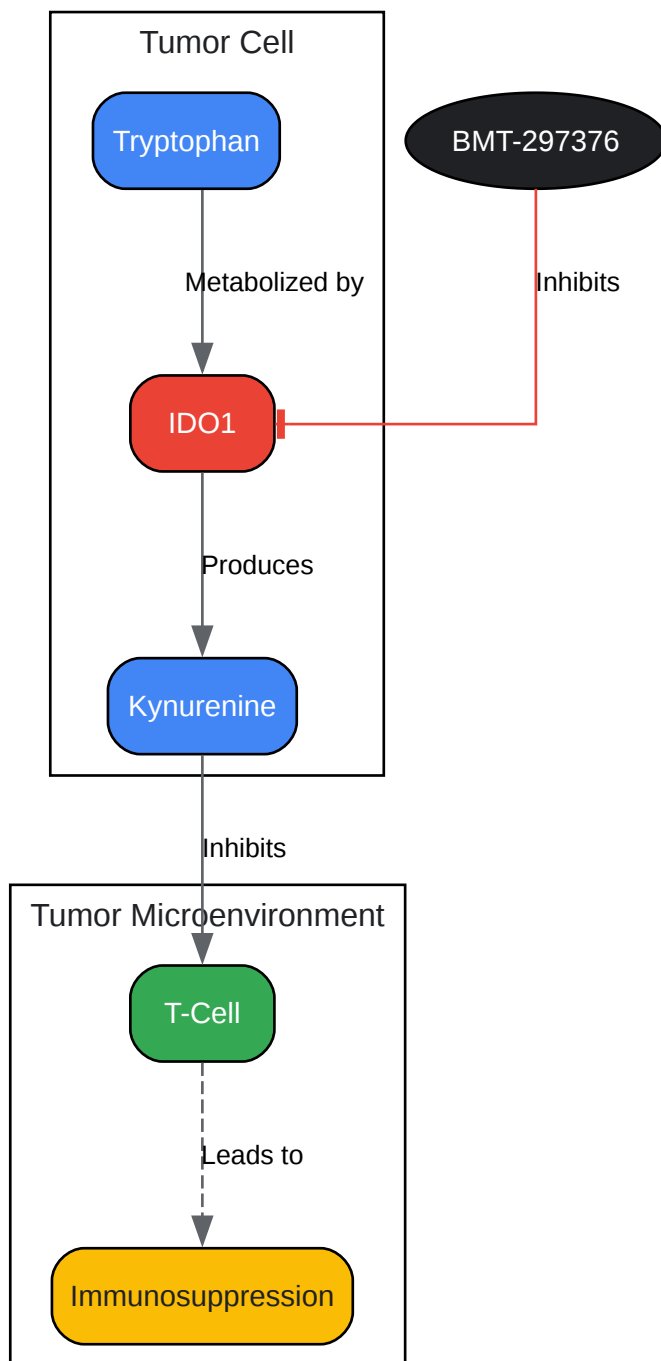 Tumor Cell
Tryptophan
BMT-297376
Metabolized by
Inhibits
IDO1
Produces
Kynurenine
Inhibits
Tumor Microenvironment
T-Cell
Leads to
Immunosuppression